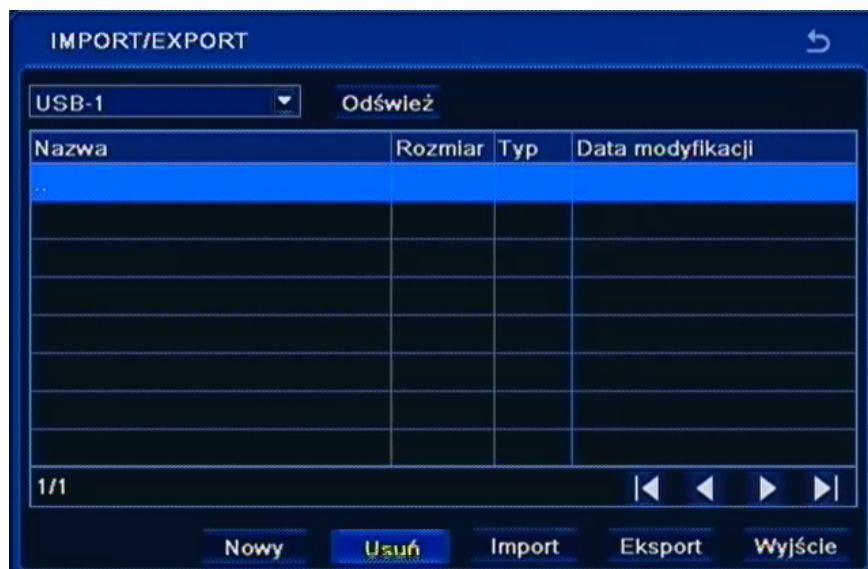 IMPORT/EXPORT
USB-1 Odśwież
Nazwa Rozmiar Typ Data modyfikacji
..
1/1
Nowy Usuń Import Eksport Wyjście